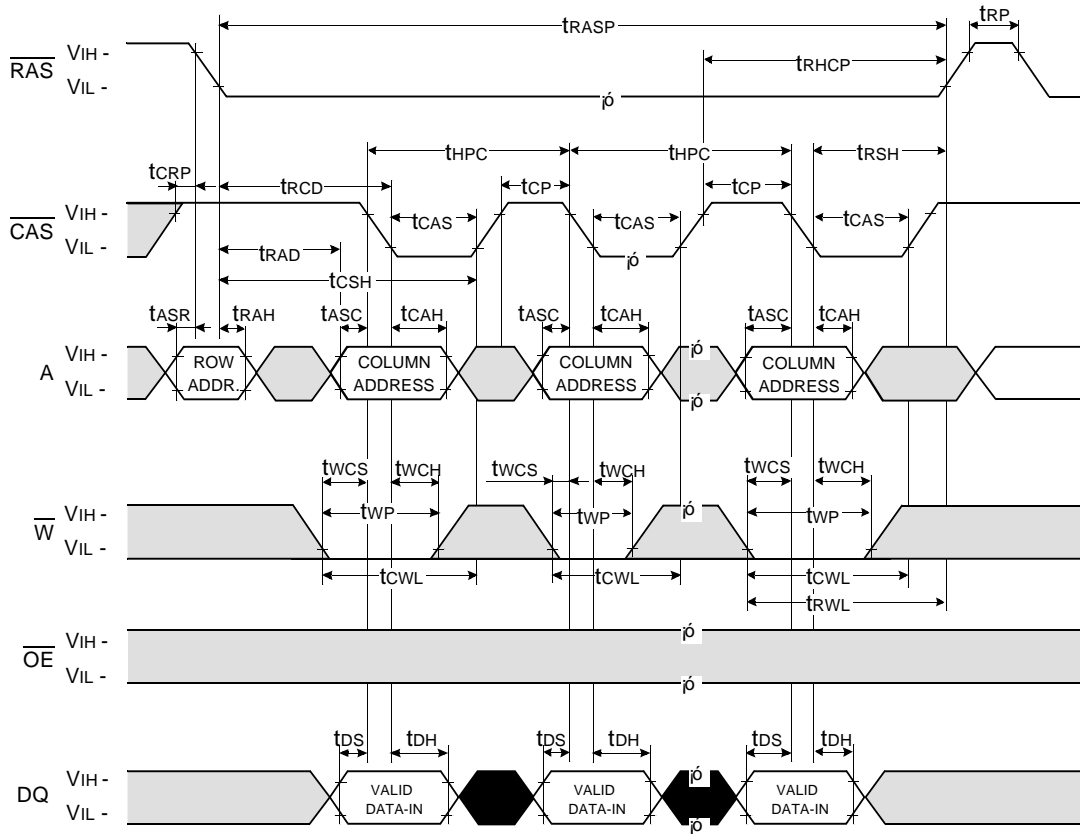 tRASP
tRP
RAS
VIH -
VIL -
tRHCP
¡ó
tHPC
tHPC
tRSH
tCRP
tRCD
tCP
tCP
CAS
VIH -
VIL -
tCAS
tCAS
tCAS
tRAD
¡ó
tCSH
tASR
tRAH
tASC
tCAH
tASC
tCAH
tASC
tCAH
A
VIH -
VIL -
ROW
ADDR.
COLUMN
ADDRESS
COLUMN
ADDRESS
¡ó
¡ó
COLUMN
ADDRESS
tWCS
tWCH
tWCS
tWCH
tWCS
tWCH
W
VIH -
VIL -
tWP
tWP
¡ó
tWP
tCWL
tCWL
tCWL
tRWL
OE
VIH -
VIL -
¡ó
¡ó
tDS
tDH
tDS
tDH
tDS
tDH
DQ
VIH -
VIL -
VALID
DATA-IN
VALID
DATA-IN
¡ó
¡ó
VALID
DATA-IN